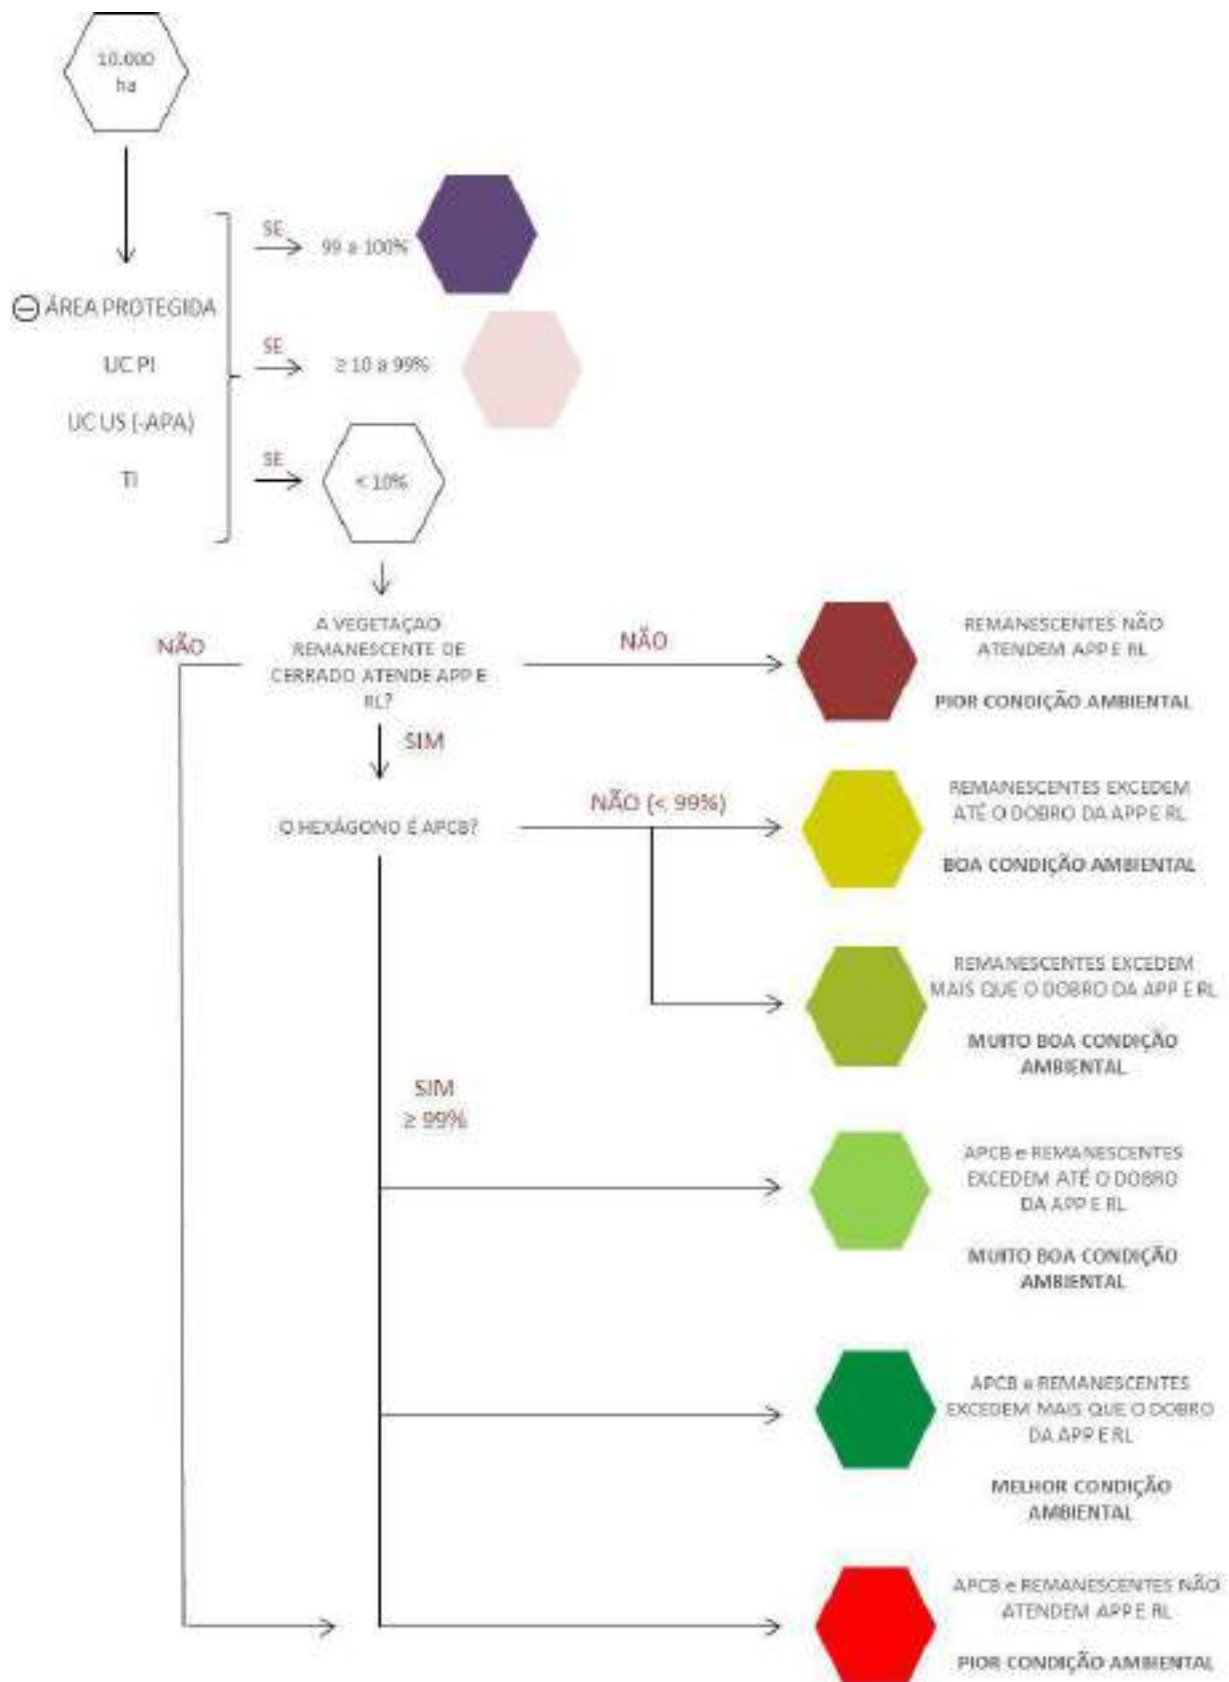 10.000
ha
SE
99 a 100%
⊖ ÁREA PROTEGIDA
UC PI
SE
≥ 10 a 99%
UC US (-APA)
TI
SE
< 10%
NÃO
A VEGETAÇAO
REMANESCENTE DE
CERRADO ATENDE APP E
RL?
NÃO
REMANESCENTES NÃO
ATENDEM APP E RL
PIOR CONDIÇÃO AMBIENTAL
SIM
O HEXÁGONO É APCB?
NÃO (< 99%)
REMANESCENTES EXCEDEM
ATÉ O DOBRO DA APP E RL
BOA CONDIÇÃO AMBIENTAL
REMANESCENTES EXCEDEM
MAIS QUE O DOBRO DA APP E RL
MUITO BOA CONDIÇÃO
AMBIENTAL
SIM
≥ 99%
APCB e REMANESCENTES
EXCEDEM ATÉ O DOBRO
DA APP E RL
MUITO BOA CONDIÇÃO
AMBIENTAL
APCB e REMANESCENTES
EXCEDEM MAIS QUE O DOBRO
DA APP E RL
MELHOR CONDIÇÃO
AMBIENTAL
APCB e REMANESCENTES NÃO
ATENDEM APP E RL
PIOR CONDIÇÃO AMBIENTAL